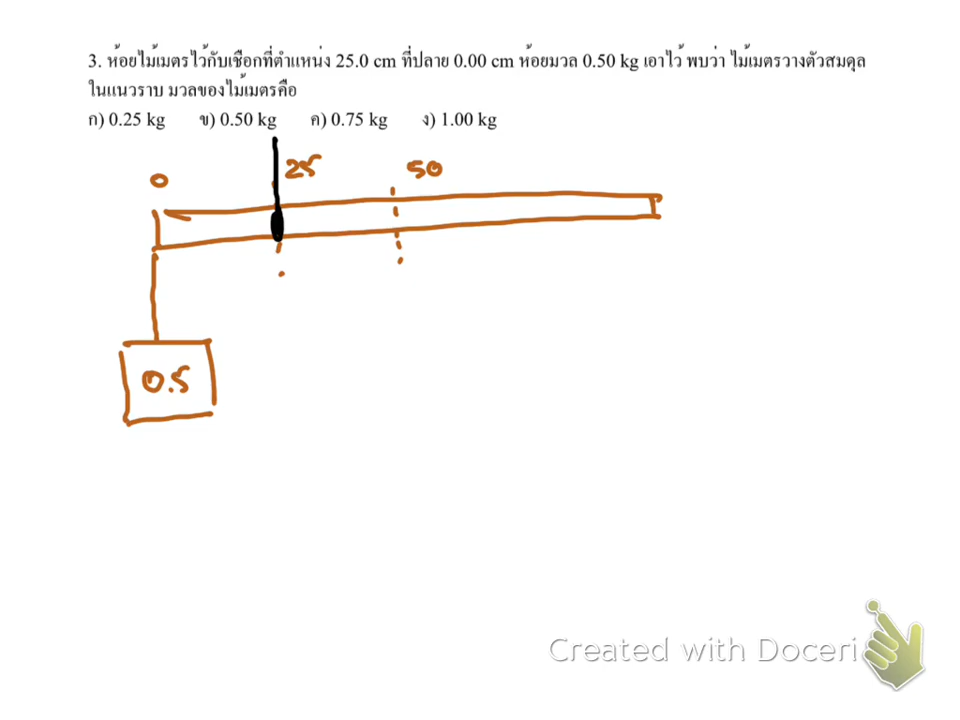 3. ห้อยไม้เมตรไว้กับเชือกที่ตำแหน่ง 25.0 cm ที่ปลาย 0.00 cm ห้อยมวล 0.50 kg เอาไว้ พบว่า ไม้เมตรวางตัวสมดุล
ในแนวราบ มวลของไม้เมตรคือ
ก) 0.25 kg ข) 0.50 kg ค) 0.75 kg ง) 1.00 kg
0 25 50
0.5
Created with Doceri